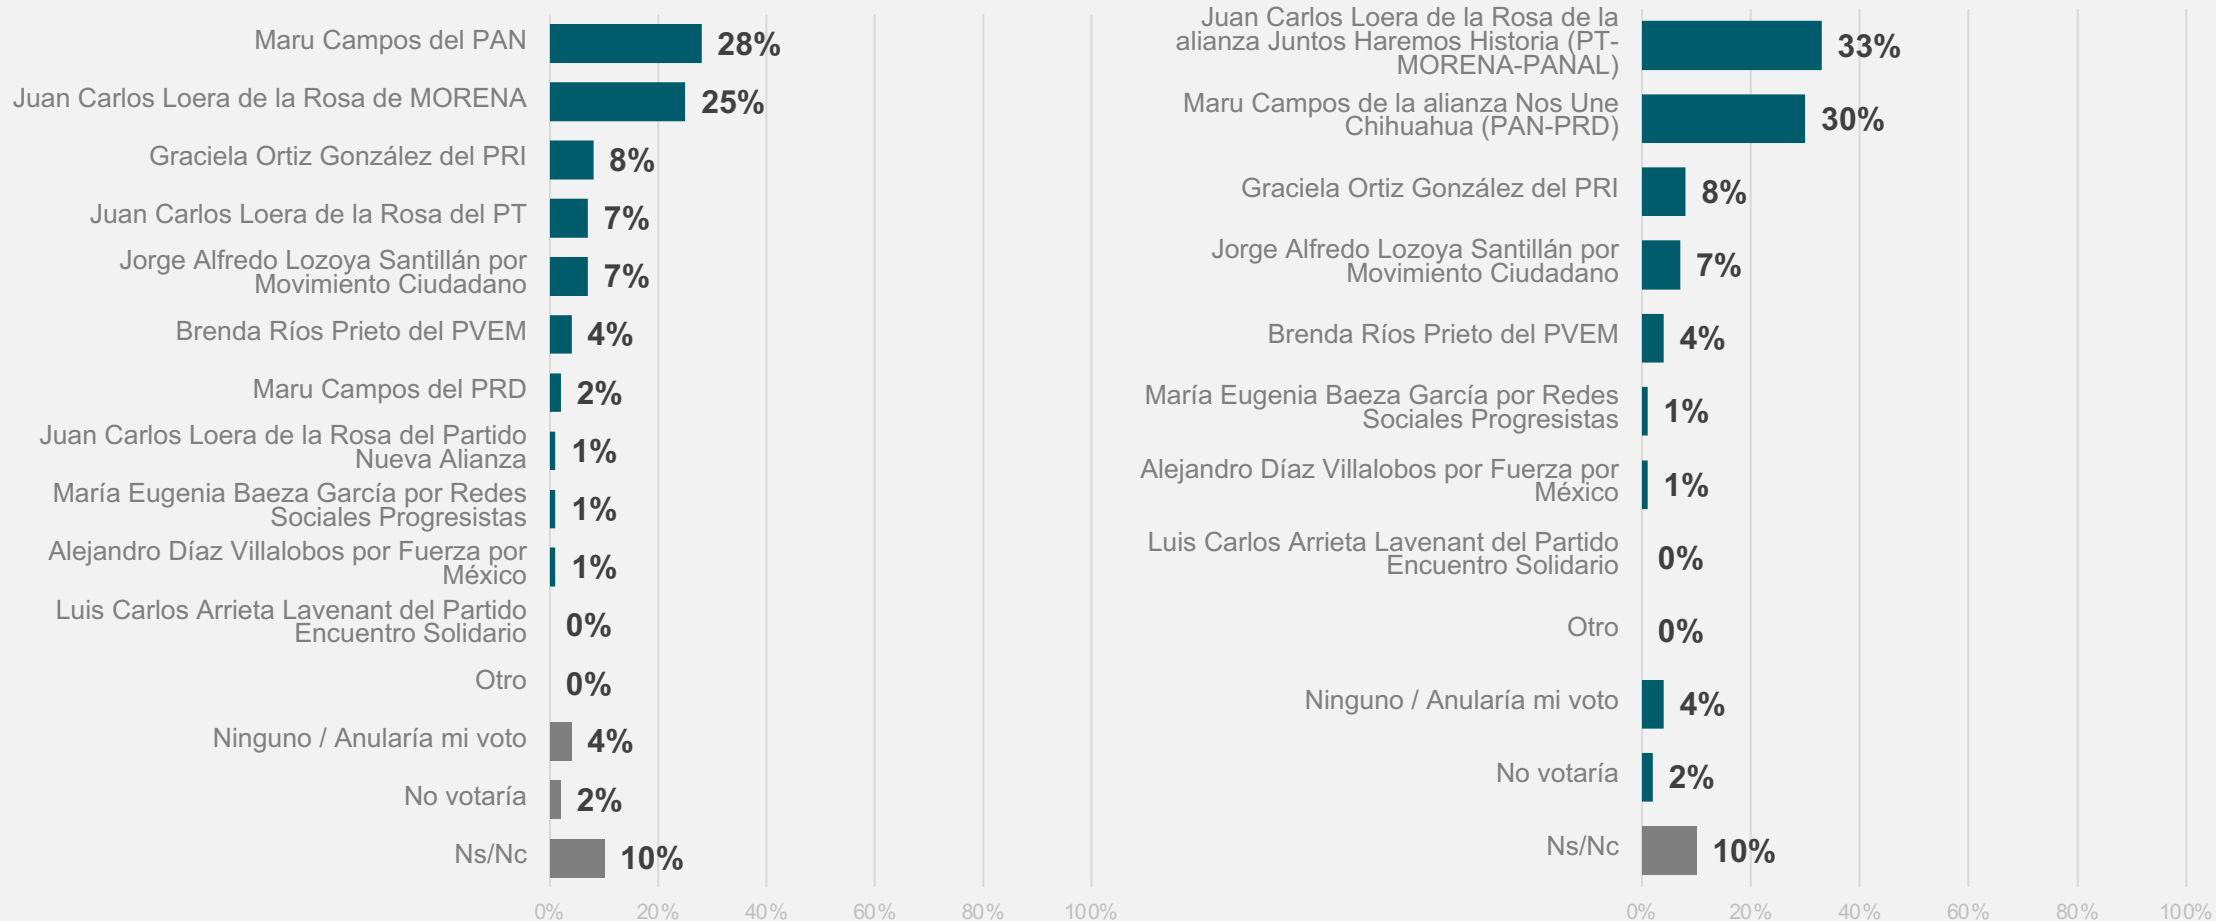 Maru Campos del PAN 28%
Juan Carlos Loera de la Rosa de MORENA 25%
Graciela Ortiz González del PRI 8%
Juan Carlos Loera de la Rosa del PT 7%
Jorge Alfredo Lozoya Santillán por
Movimiento Ciudadano 7%
Brenda Ríos Prieto del PVEM 4%
Maru Campos del PRD 2%
Juan Carlos Loera de la Rosa del Partido
Nueva Alianza 1%
María Eugenia Baeza García por Redes
Sociales Progresistas 1%
Alejandro Díaz Villalobos por Fuerza por
México 1%
Luis Carlos Arrieta Lavenant del Partido
Encuentro Solidario 0%
Otro 0%
Ninguno / Anularía mi voto 4%
No votaría 2%
Ns/Nc 10%
0% 20% 40% 60% 80% 100%
Juan Carlos Loera de la Rosa de la
alianza Juntos Haremos Historia (PT-
MORENA-PANAL) 33%
Maru Campos de la alianza Nos Une
Chihuahua (PAN-PRD) 30%
Graciela Ortiz González del PRI 8%
Jorge Alfredo Lozoya Santillán por
Movimiento Ciudadano 7%
Brenda Ríos Prieto del PVEM 4%
María Eugenia Baeza García por Redes
Sociales Progresistas 1%
Alejandro Díaz Villalobos por Fuerza por
México 1%
Luis Carlos Arrieta Lavenant del Partido
Encuentro Solidario 0%
Otro 0%
Ninguno / Anularía mi voto 4%
No votaría 2%
Ns/Nc 10%
0% 20% 40% 60% 80% 100%